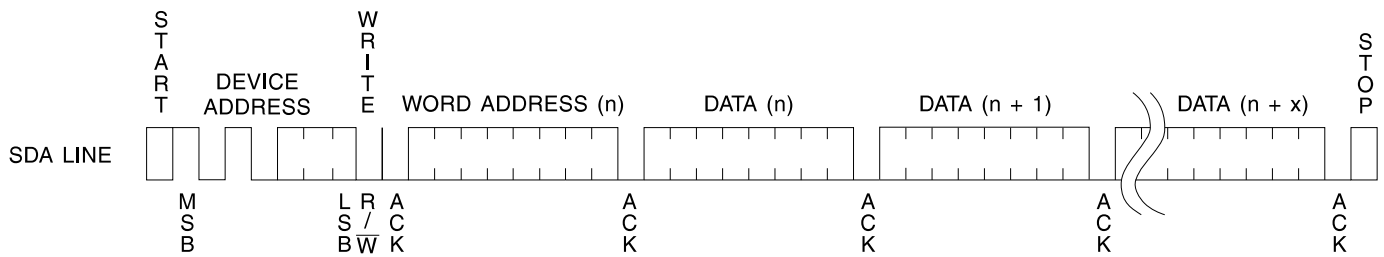 START
DEVICE
ADDRESS
WRITE
WORD ADDRESS (n)
DATA (n)
DATA (n + 1)
DATA (n + x)
STOP
SDA LINE
MSB
LSB
R/W̅
ACK
ACK
ACK
ACK
ACK